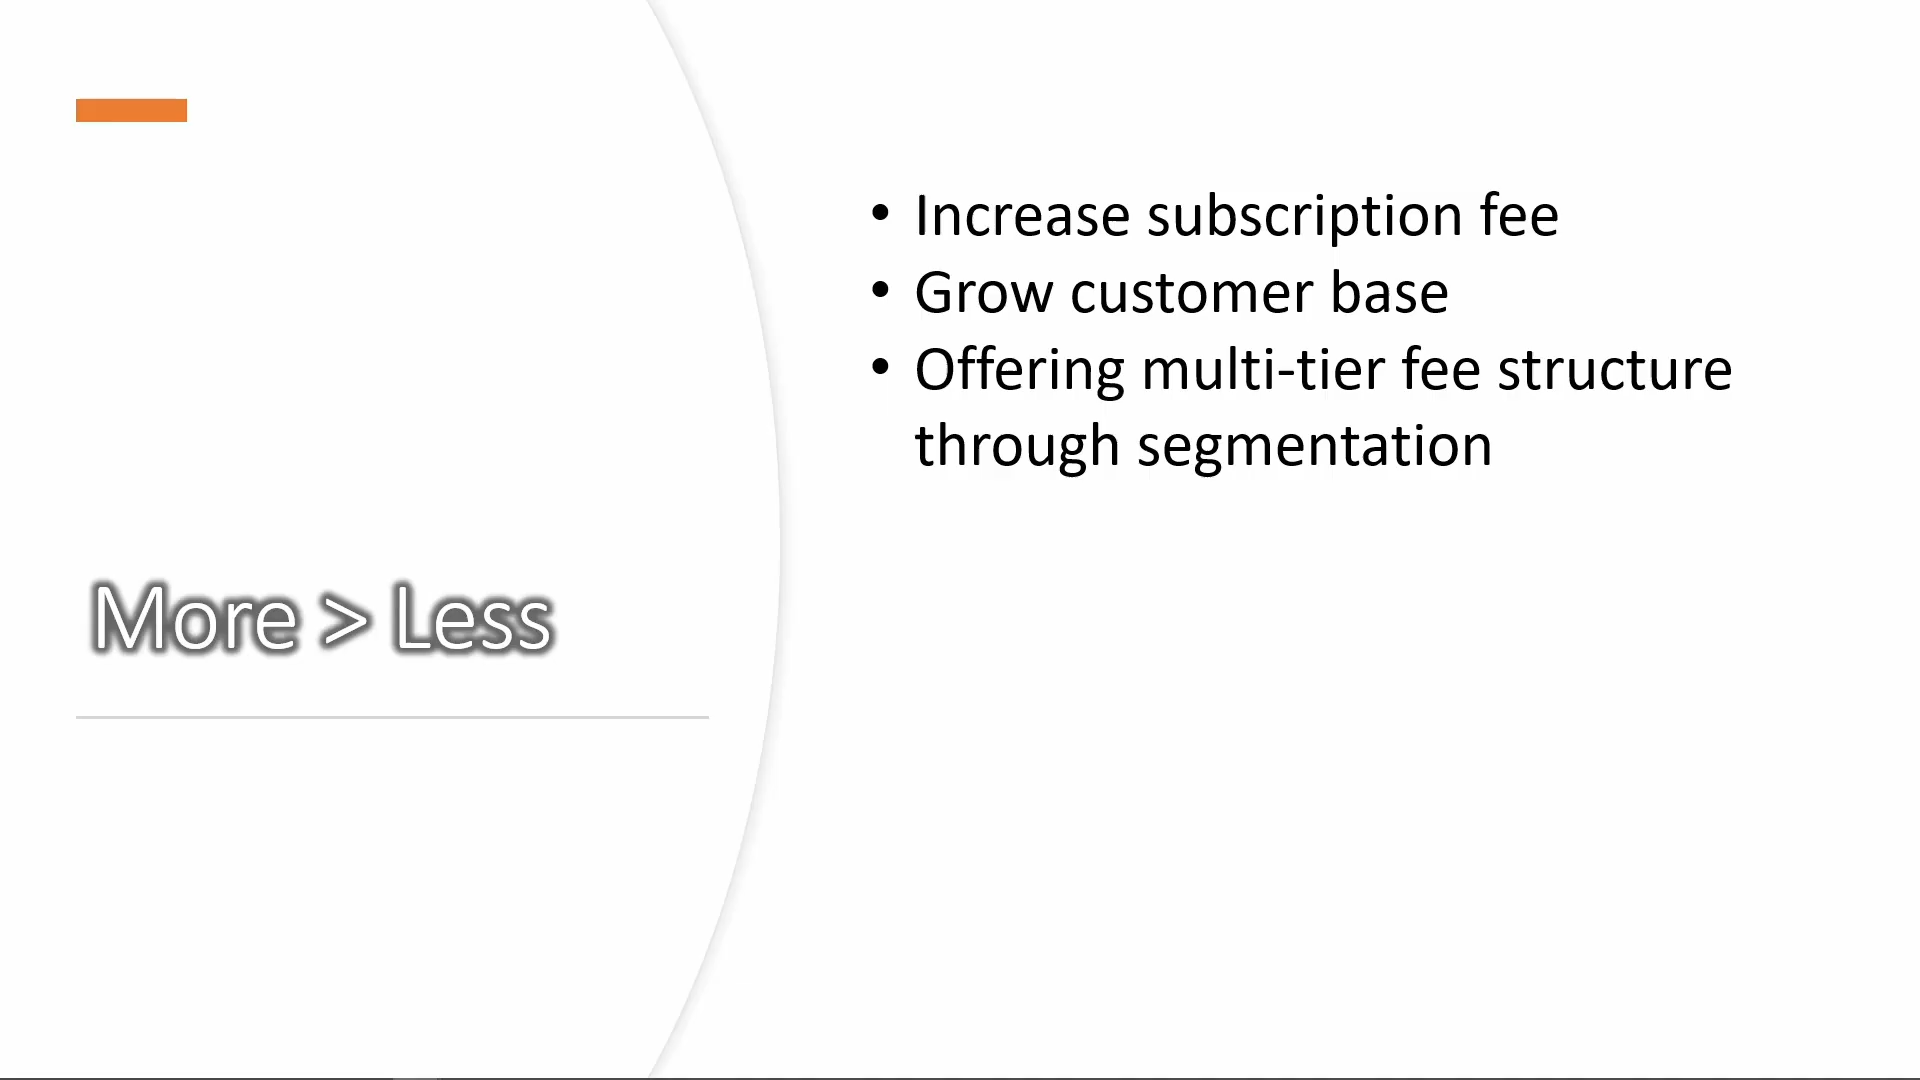 More > Less
• Increase subscription fee
• Grow customer base
• Offering multi-tier fee structure
through segmentation